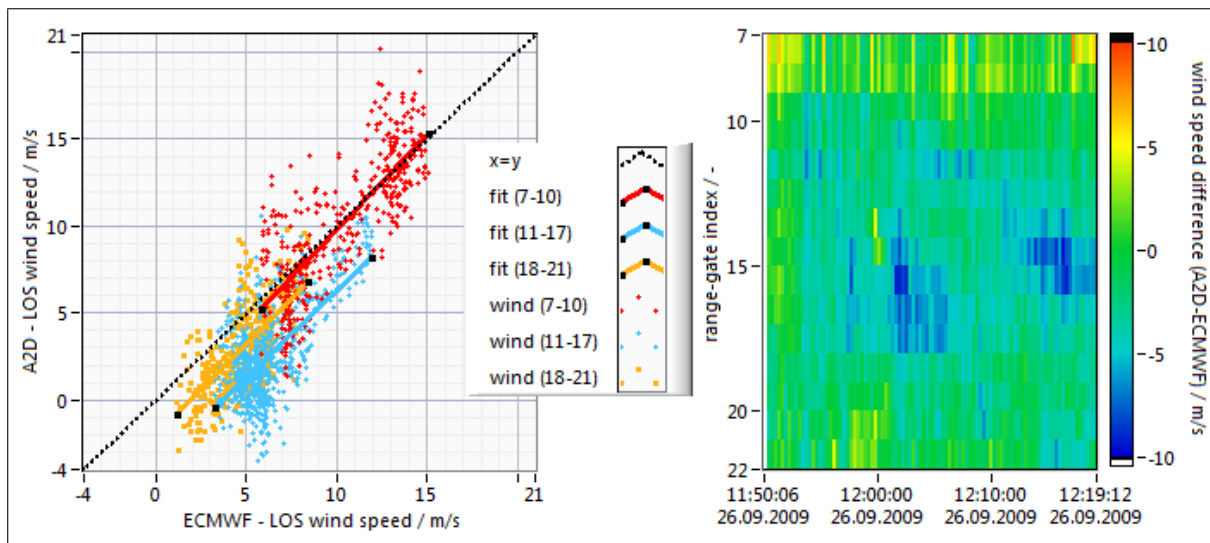 21
15
10
5
0
-4
A2D - LOS wind speed / m/s
-4
0
5
10
15
21
ECMWF - LOS wind speed / m/s
x=y
fit (7-10)
fit (11-17)
fit (18-21)
wind (7-10)
wind (11-17)
wind (18-21)
7
10
15
20
22
range-gate index / -
11:50:06
26.09.2009
12:00:00
26.09.2009
12:10:00
26.09.2009
12:19:12
26.09.2009
10
-5
-0
--5
-10
wind speed difference (A2D-ECMWF) / m/s